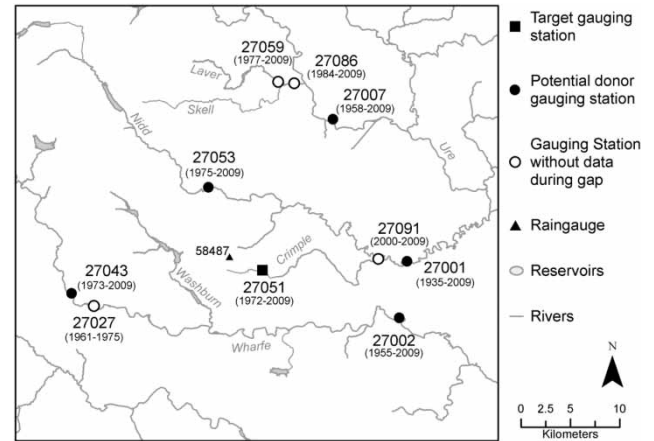 27059
(1977-2009)
27086
(1984-2009)
Laver
Skell
27007
(1958-2009)
Nidd
Ure
27053
(1975-2009)
58487
Crimple
27091
(2000-2009)
27043
(1973-2009)
Washburn
27051
(1972-2009)
27001
(1935-2009)
27027
(1961-1975)
Wharfe
27002
(1955-2009)
Target gauging
station
Potential donor
gauging station
Gauging Station
without data
during gap
Raingauge
Reservoirs
Rivers
N
0 2.5 5 10
Kilometers